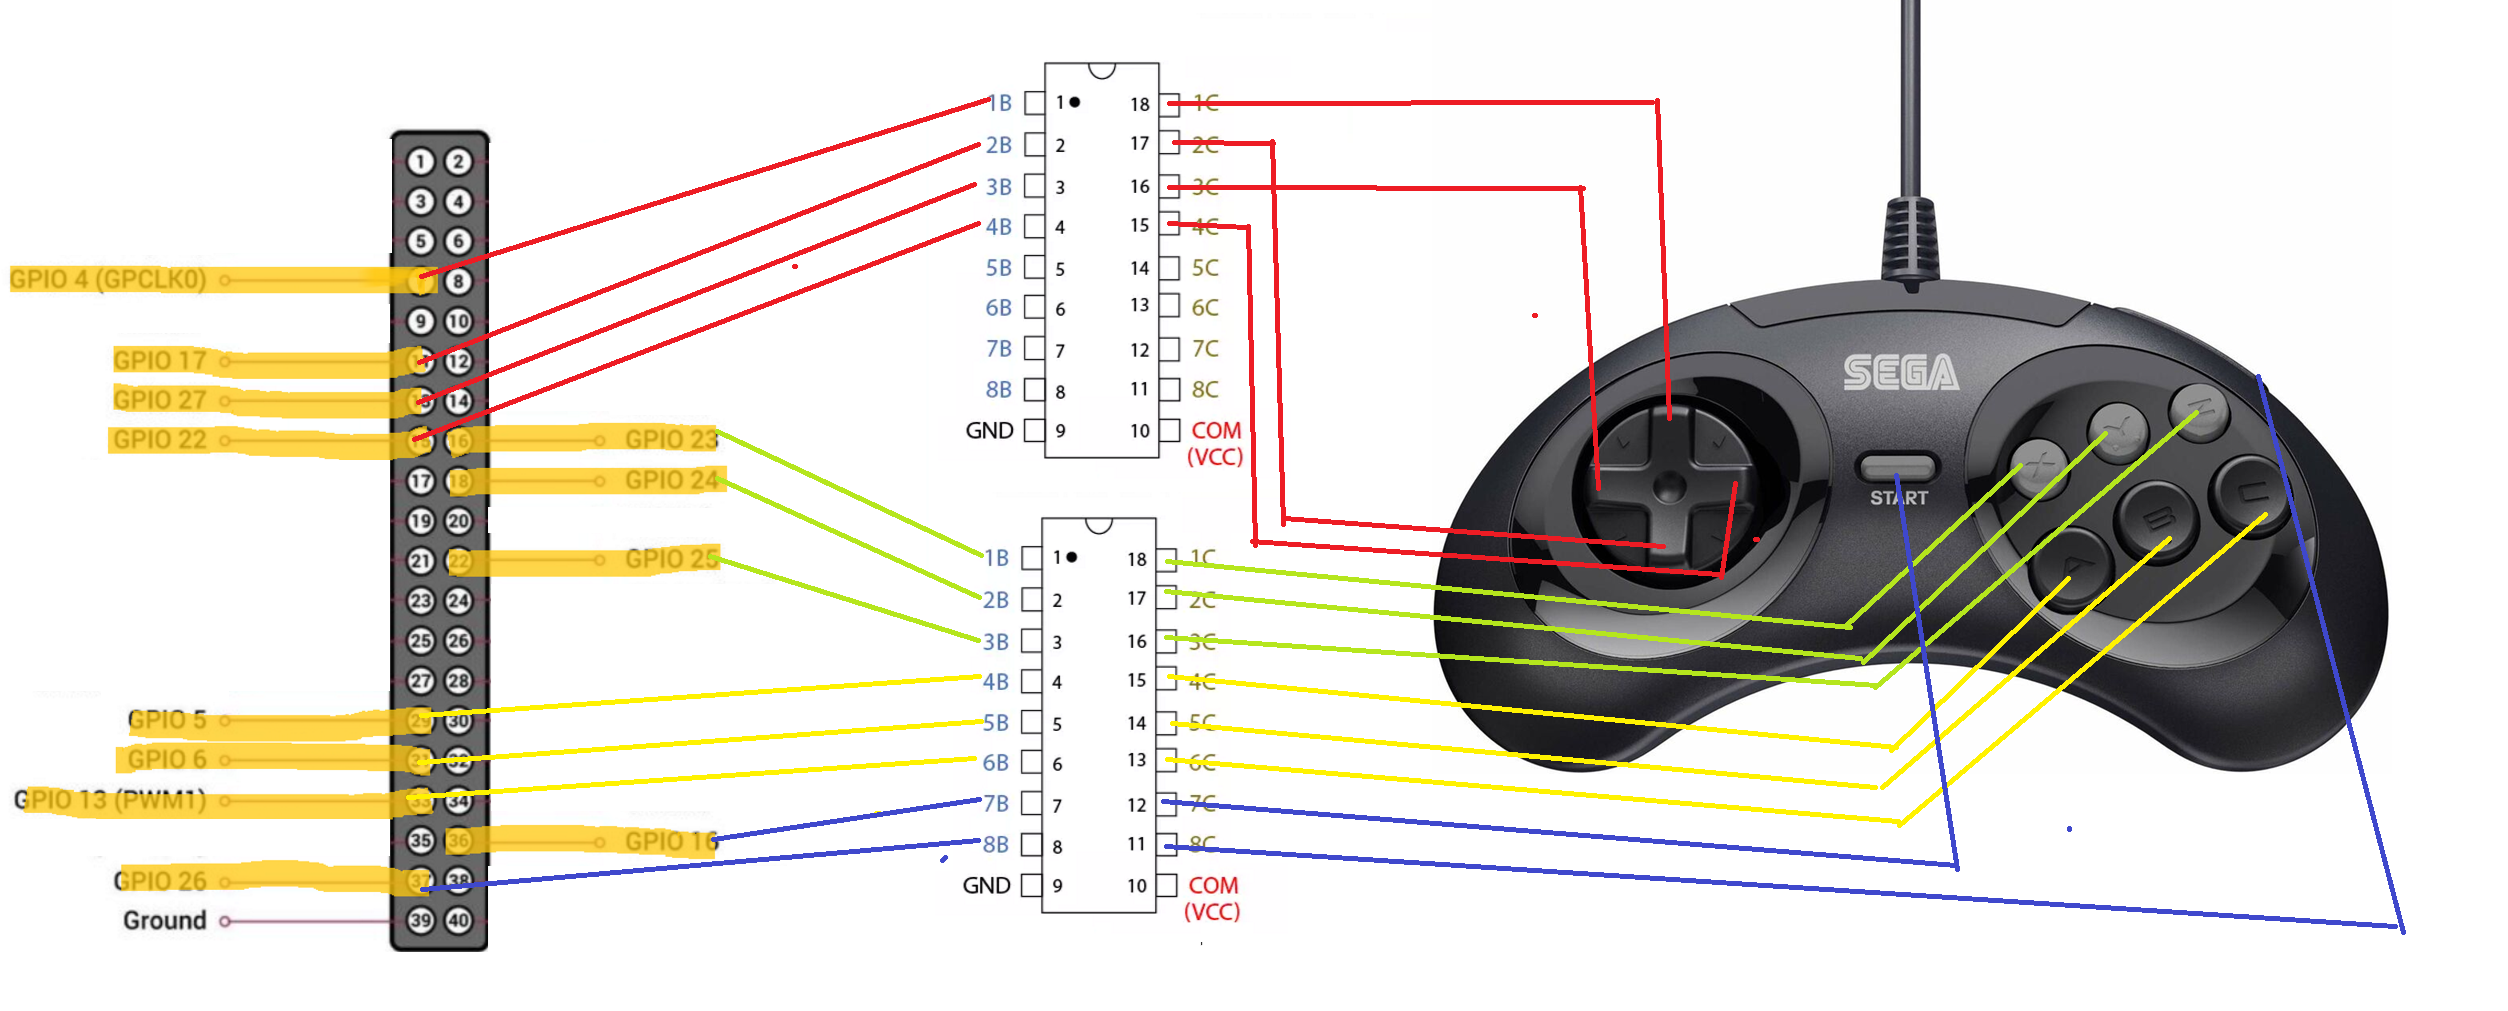 GPIO 4 (GPCLK0)
GPIO 17
GPIO 27
GPIO 22
GPIO 5
GPIO 6
GPIO 13 (PWM1)
GPIO 26
Ground
1 2
3 4
5 6
8
9 10
11 12
13 14
15 16
17 18
19 20
21 22
23 24
25 26
27 28
29 30
31 32
33 34
35 36
37 38
39 40
GPIO 23
GPIO 24
GPIO 25
GPIO 16
1B 1 18 1C
2B 2 17 2C
3B 3 16 3C
4B 4 15 4C
5B 5 14 5C
6B 6 13 6C
7B 7 12 7C
8B 8 11 8C
GND 9 10 COM
(VCC)
1B 1 18 1C
2B 2 17 2C
3B 3 16 3C
4B 4 15 4C
5B 5 14 5C
6B 6 13 6C
7B 7 12 7C
8B 8 11 8C
GND 9 10 COM
(VCC)
SEGA
START
X
Y
Z
A
B
C